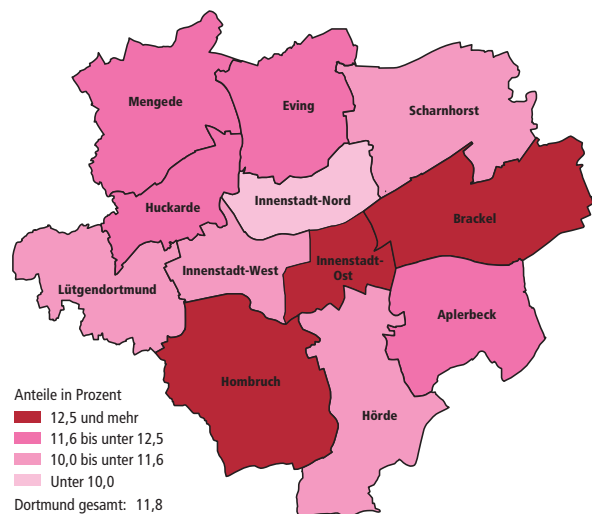 Mengede
Eving
Scharnhorst
Huckarde
Innenstadt-Nord
Brackel
Lütgendortmund
Innenstadt-West
Innenstadt-
Ost
Aplerbeck
Hombruch
Hörde
Anteile in Prozent
12,5 und mehr
11,6 bis unter 12,5
10,0 bis unter 11,6
Unter 10,0
Dortmund gesamt: 11,8